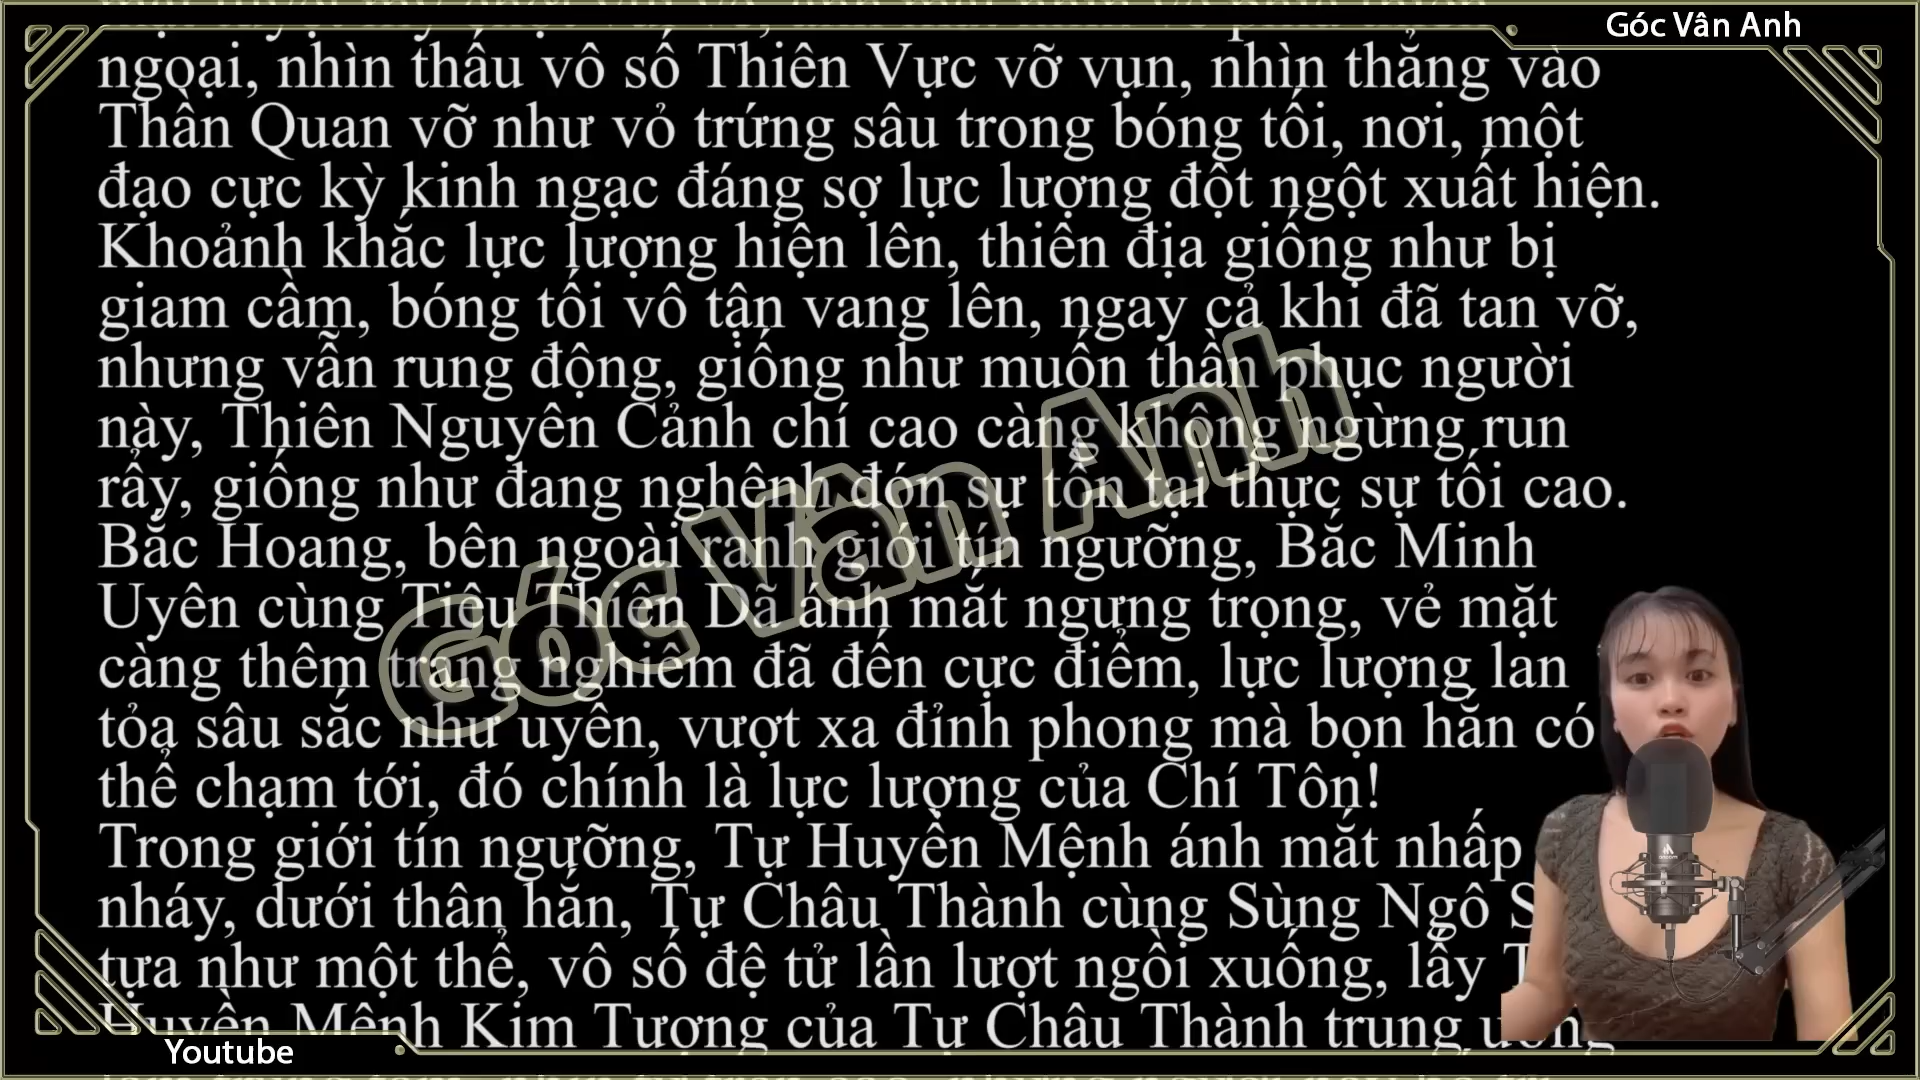 Góc Vân Anh
ngoại, nhìn thấu vô số Thiên Vực vỡ vụn, nhìn thẳng vào
Thần Quan vỡ như vỏ trứng sâu trong bóng tối, nơi, một
đạo cực kỳ kinh ngạc đáng sợ lực lượng đột ngột xuất hiện.
Khoảnh khắc lực lượng hiện lên, thiên địa giống như bị
giam cầm, bóng tối vô tận vang lên, ngay cả khi đã tan vỡ,
nhưng vẫn rung động, giống như muốn thần phục người
này, Thiên Nguyên Cảnh chí cao càng không ngừng run
rẩy, giống như đang nghênh đón sự tồn tại thực sự tối cao.
Bắc Hoang, bên ngoài ranh giới tín ngưỡng, Bắc Minh
Uyên cùng Tiêu Thiên Dã ánh mắt ngưng trọng, vẻ mặt
càng thêm trang nghiêm đã đến cực điểm, lực lượng lan
tỏa sâu sắc như uyên, vượt xa đỉnh phong mà bọn hắn có
thể chạm tới, đó chính là lực lượng của Chí Tôn!
Trong giới tín ngưỡng, Tự Huyền Mệnh ánh mắt nhấp
nháy, dưới thân hắn, Tự Châu Thành cùng Sùng Ngô
tựa như một thể, vô số đệ tử lần lượt ngồi xuống, lấy
Huyền Mệnh Kim Tượng của Tự Châu Thành trung ương
Góc Vân Anh
Youtube